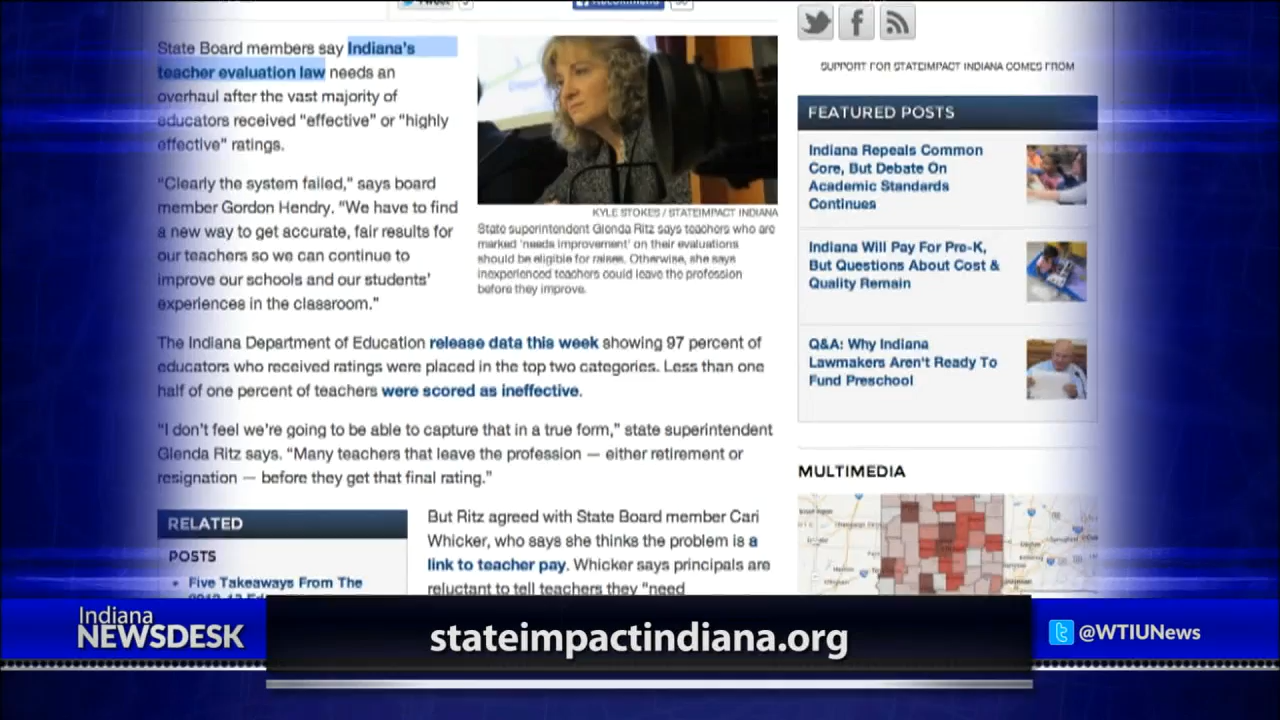 Tweet
Recommend
State Board members say Indiana's
teacher evaluation law needs an
overhaul after the vast majority of
educators received "effective" or "highly
effective" ratings.
"Clearly the system failed," says board
member Gordon Hendry. "We have to find
a new way to get accurate, fair results for
our teachers so we can continue to
improve our schools and our students'
experiences in the classroom."
KYLE STOKES / STATEIMPACT INDIANA
State superintendent Glenda Ritz says teachers who are
marked 'needs improvement' on their evaluations
should be eligible for raises. Otherwise, she says
inexperienced teachers could leave the profession
before they improve.
The Indiana Department of Education release data this week showing 97 percent of
educators who received ratings were placed in the top two categories. Less than one
half of one percent of teachers were scored as ineffective.
"I don't feel we're going to be able to capture that in a true form," state superintendent
Glenda Ritz says. "Many teachers that leave the profession — either retirement or
resignation — before they get that final rating."
RELATED
POSTS
• Five Takeaways From The
But Ritz agreed with State Board member Cari
Whicker, who says she thinks the problem is a
link to teacher pay. Whicker says principals are
reluctant to tell teachers they "need
SUPPORT FOR STATEIMPACT INDIANA COMES FROM
FEATURED POSTS
Indiana Repeals Common
Core, But Debate On
Academic Standards
Continues
Indiana Will Pay For Pre-K,
But Questions About Cost &
Quality Remain
Q&A: Why Indiana
Lawmakers Aren't Ready To
Fund Preschool
MULTIMEDIA
Indiana
NEWSDESK
stateimpactindiana.org
@WTIUNews